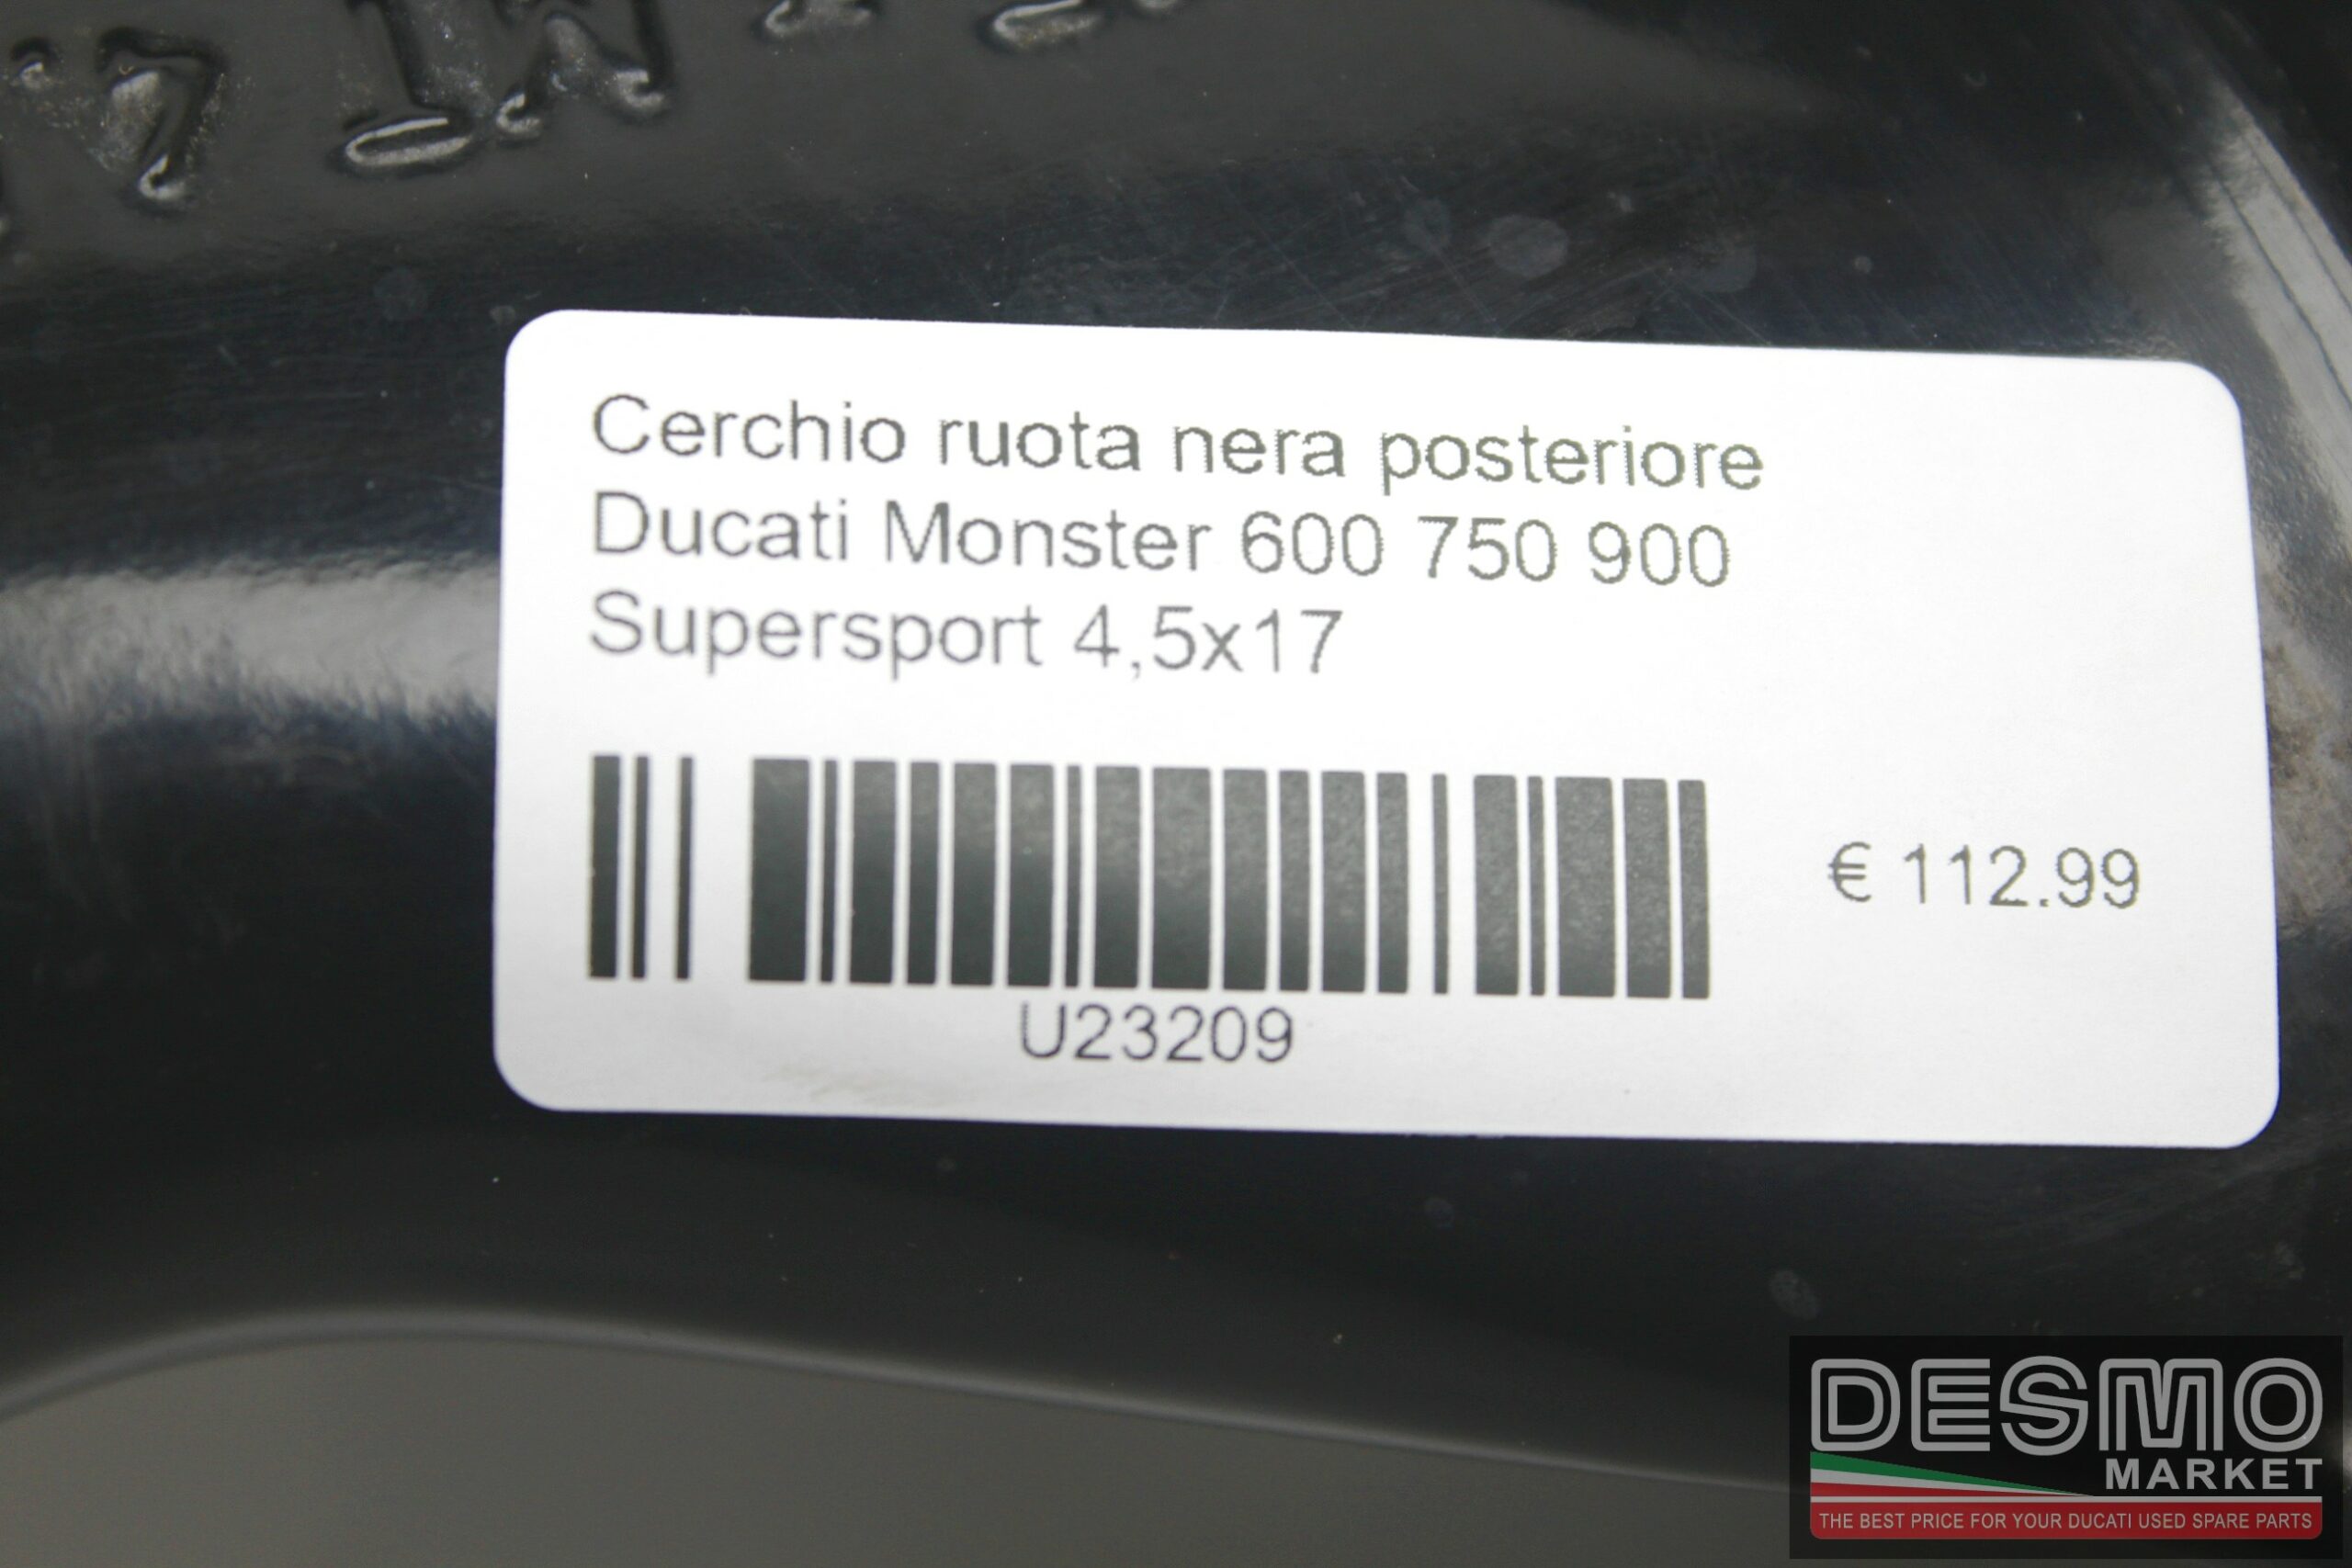 MT
Cerchio ruota nera posteriore
Ducati Monster 600 750 900
Supersport 4,5x17
€ 112.99
U23209
DESMO
MARKET
THE BEST PRICE FOR YOUR DUCATI USED SPARE PARTS